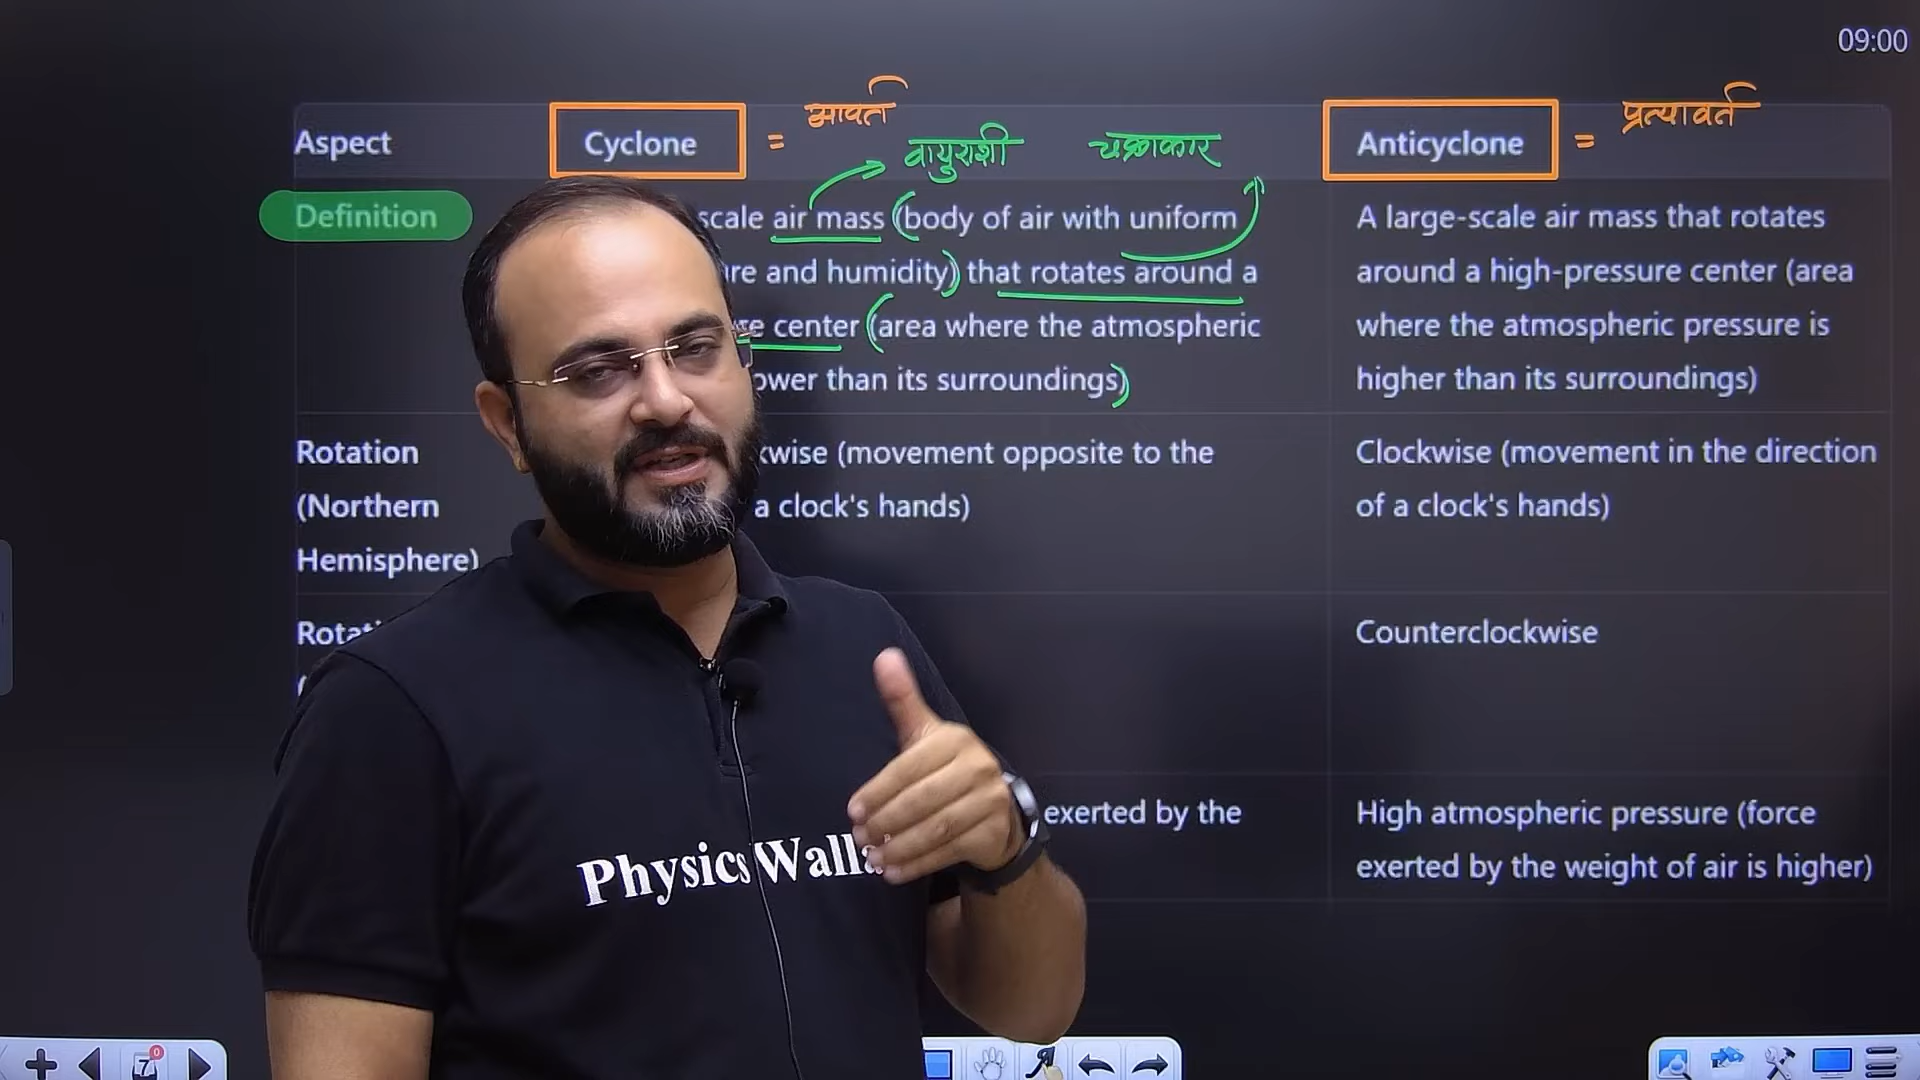 09:00
Aspect
Cyclone
= आवर्त
Anticyclone
= प्रत्यावर्त
वायुराशी चक्राकार
Definition
scale air mass (body of air with uniform
and humidity) that rotates around a
center (area where the atmospheric
than its surroundings)
A large-scale air mass that rotates
around a high-pressure center (area
where the atmospheric pressure is
higher than its surroundings)
Rotation
(Northern
Hemisphere)
(movement opposite to the
a clock's hands)
Clockwise (movement in the direction
of a clock's hands)
Counterclockwise
exerted by the
High atmospheric pressure (force
exerted by the weight of air is higher)
Physics
7
0